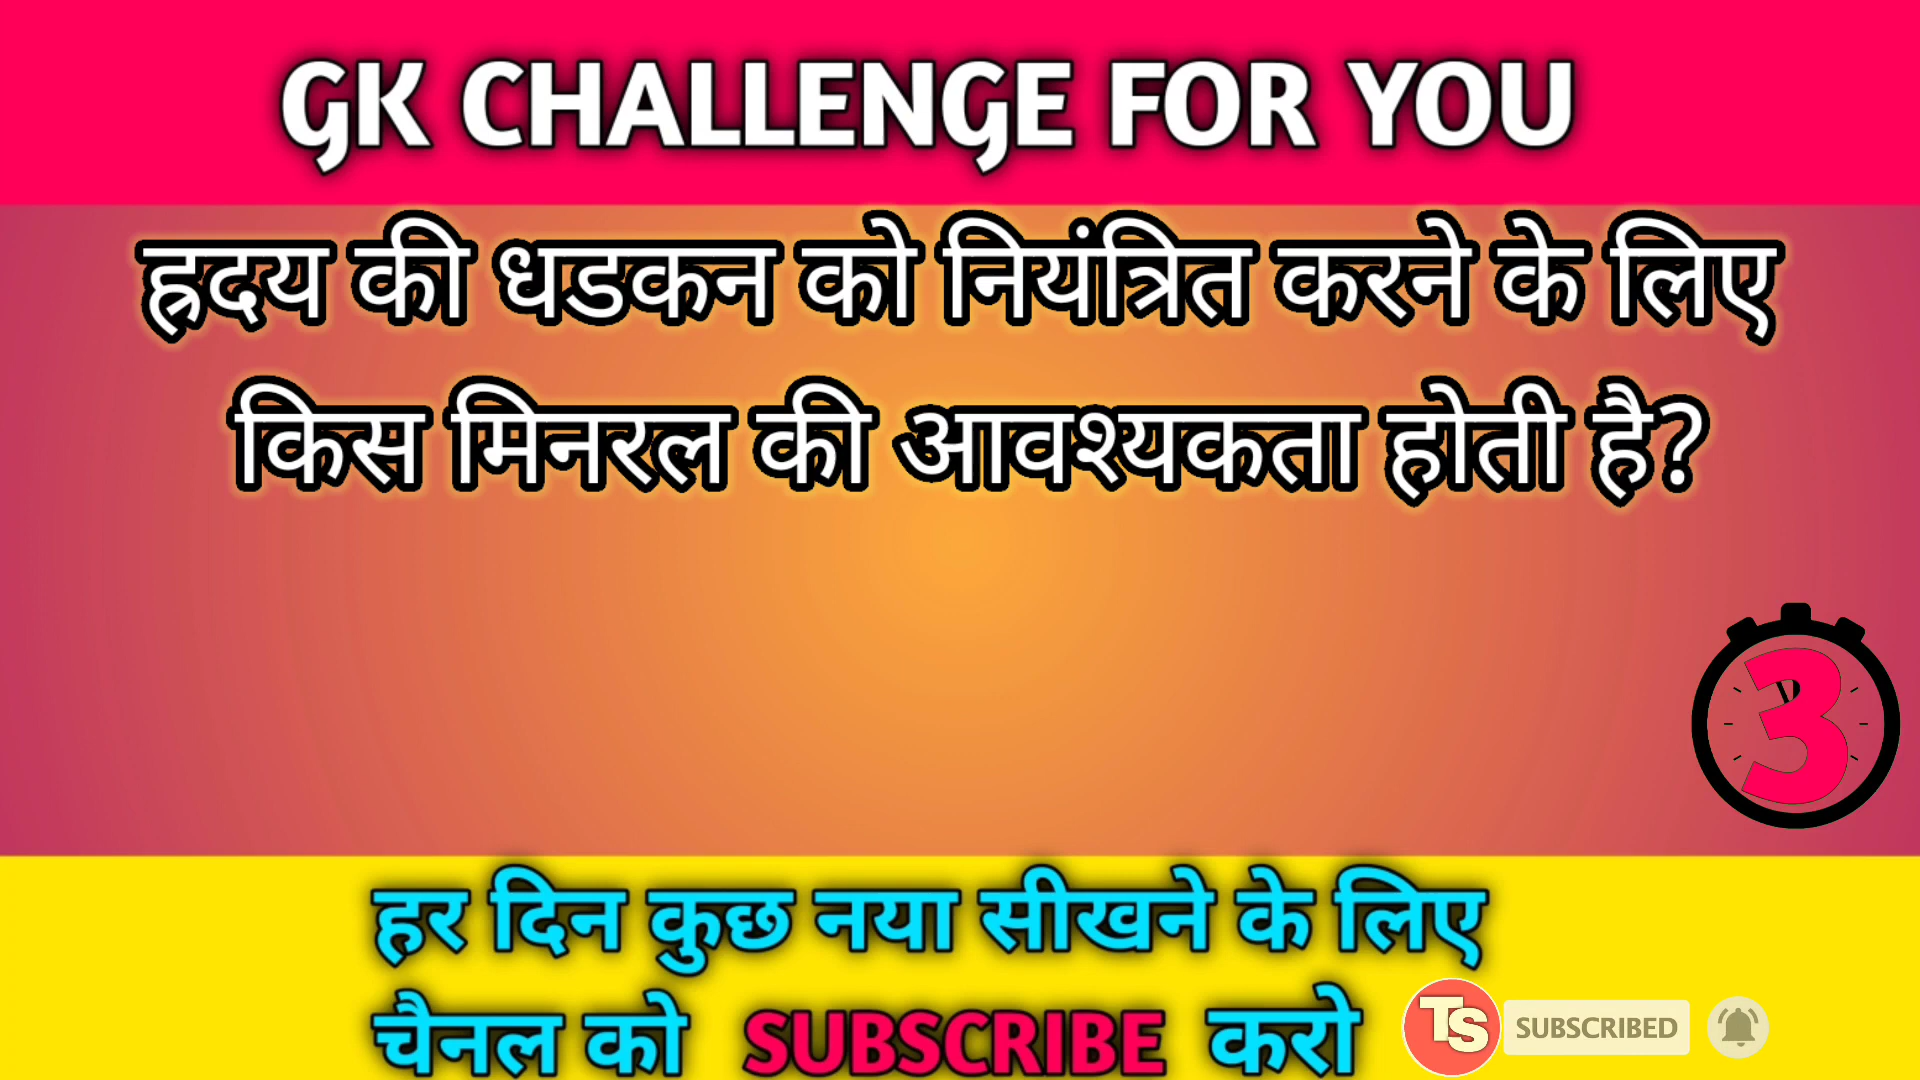 GK CHALLENGE FOR YOU
ह्रदय की धडकन को नियंत्रित करने के लिए
किस मिनरल की आवश्यकता होती है?
3
हर दिन कुछ नया सीखने के लिए
चैनल को SUBSCRIBE करो
TS SUBSCRIBED